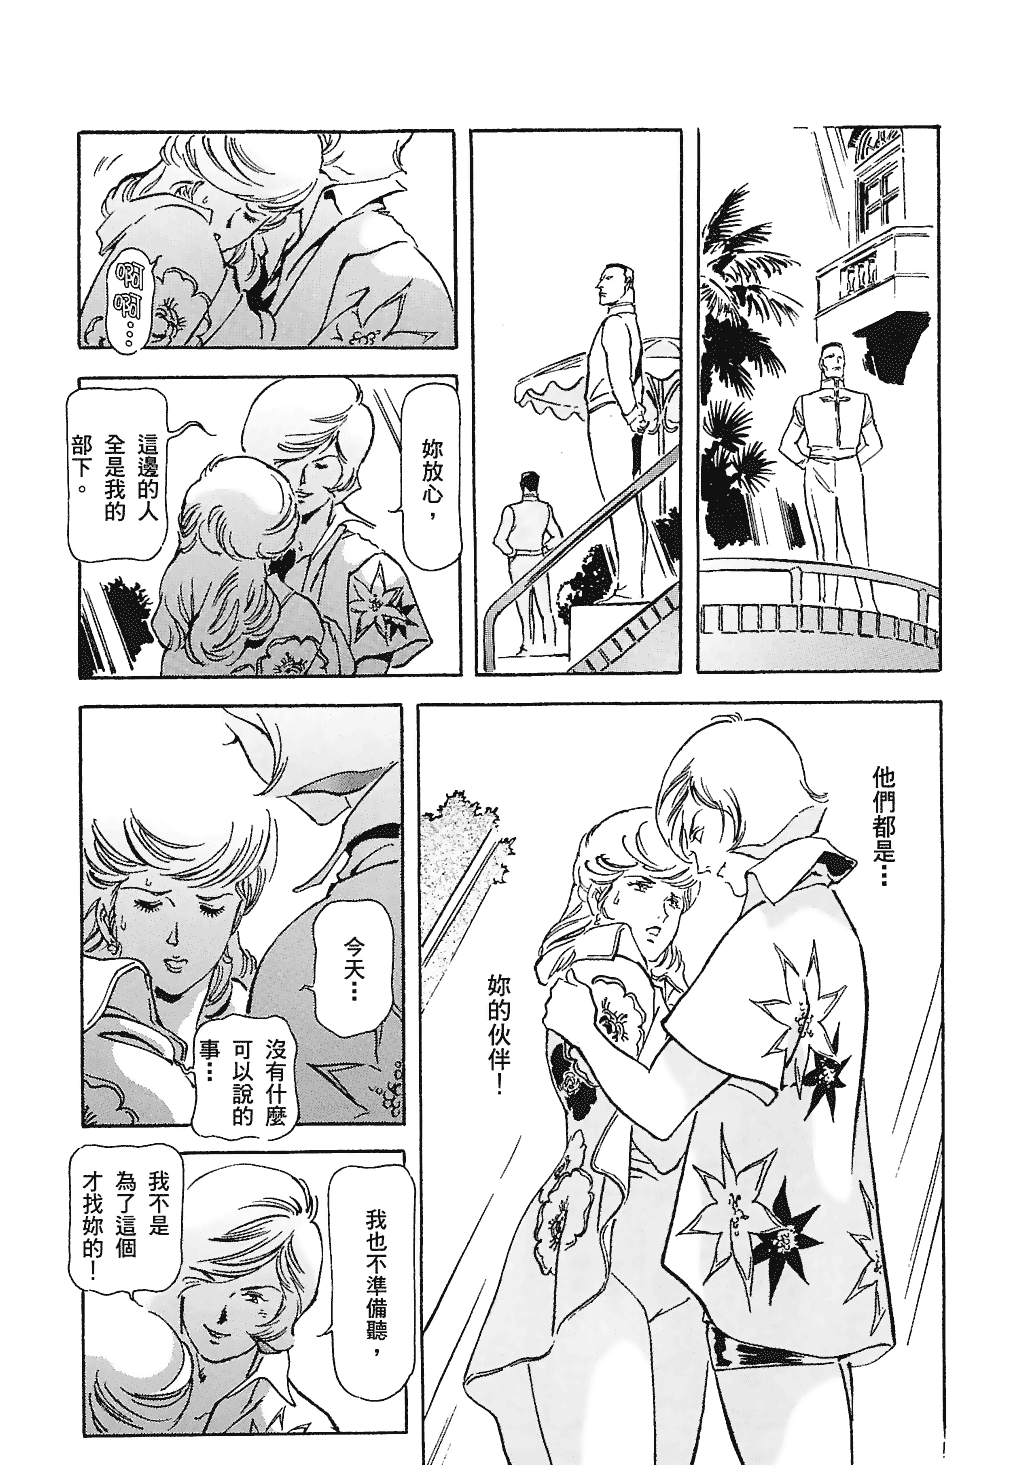 啊
啊…
妳放心，
這邊的人
全是我的
部下。
他們都是…
妳的伙伴！
今天…
沒有什麼
可以說的
事…
我也不準備聽，
我不是
為了這個
才找妳的！